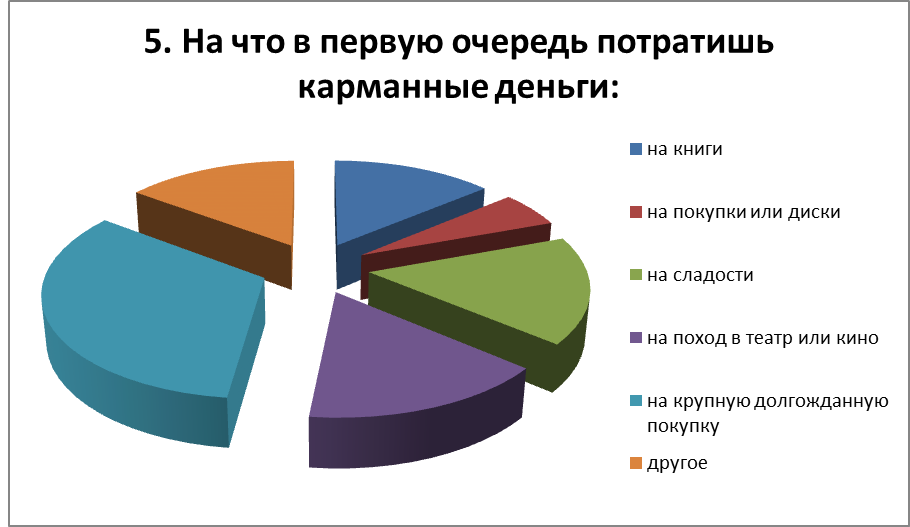 5. На что в первую очередь потратишь
карманные деньги:
на книги
на покупки или диски
на сладости
на поход в театр или кино
на крупную долгожданную
покупку
другое